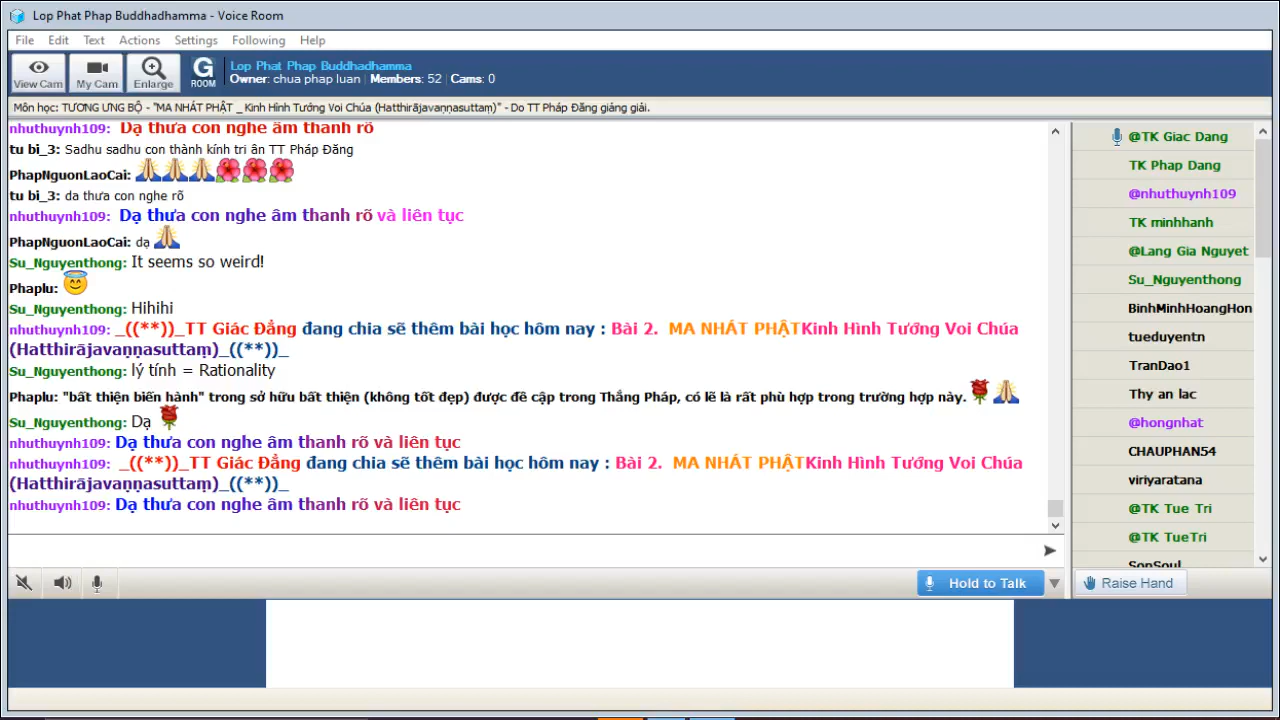 Lop Phat Phap Buddhadhamma - Voice Room
File Edit Text Actions Settings Following Help
View Cam My Cam Enlarge G ROOM
Lop Phat Phap Buddhadhamma
Owner: chua phap luan Members: 52 Cams: 0
Môn học: TƯƠNG ƯNG BỘ - "MA NHÁT PHẬT _ Kinh Hình Tướng Voi Chúa (Hatthirājavaṇṇasuttaṃ)" - Do TT Pháp Đăng giảng giải.
nhuthuynh109: Dạ thưa con nghe âm thanh rõ
tu bi_3: Sadhu sadhu con thành kính tri ân TT Pháp Đăng
PhapNguonLaoCai:
tu bi_3: da thưa con nghe rõ
nhuthuynh109: Dạ thưa con nghe âm thanh rõ và liên tục
PhapNguonLaoCai: dạ
Su_Nguyenthong: It seems so weird!
Phaplu:
Su_Nguyenthong: Hihihi
nhuthuynh109: _((**))_TT Giác Đẳng đang chia sẽ thêm bài học hôm nay : Bài 2. MA NHÁT PHẬTKinh Hình Tướng Voi Chúa
(Hatthirājavaṇṇasuttaṃ)_((**))_
Su_Nguyenthong: lý tính = Rationality
Phaplu: "bất thiện biến hành" trong sở hữu bất thiện (không tốt đẹp) được đề cập trong Thắng Pháp, có lẽ là rất phù hợp trong trường hợp này.
Su_Nguyenthong: Dạ
nhuthuynh109: Dạ thưa con nghe âm thanh rõ và liên tục
nhuthuynh109: _((**))_TT Giác Đẳng đang chia sẽ thêm bài học hôm nay : Bài 2. MA NHÁT PHẬTKinh Hình Tướng Voi Chúa
(Hatthirājavaṇṇasuttaṃ)_((**))_
nhuthuynh109: Dạ thưa con nghe âm thanh rõ và liên tục
Hold to Talk
@TK Giac Dang
TK Phap Dang
@nhuthuynh109
TK minhhanh
@Lang Gia Nguyet
Su_Nguyenthong
BinhMinhHoangHon
tueduyentn
TranDao1
Thy an lac
@hongnhat
CHAUPHAN54
viriyaratana
@TK Tue Tri
@TK TueTri
SonSoul
Raise Hand